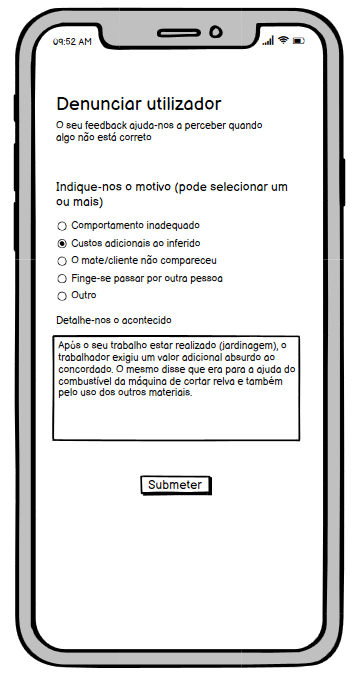 09:52 AM
Denunciar utilizador
O seu feedback ajuda-nos a perceber quando
algo não está correto
Indique-nos o motivo (pode selecionar um
ou mais)
Comportamento inadequado
Custos adicionais ao inferido
O mate/cliente não compareceu
Finge-se passar por outra pessoa
Outro
Detalhe-nos o acontecido
Após o seu trabalho estar realizado (jardinagem), o
trabalhador exigiu um valor adicional absurdo ao
concordado. O mesmo disse que era para a ajuda do
combustível da máquina de cortar relva e também
pelo uso dos outros materiais.
Submeter